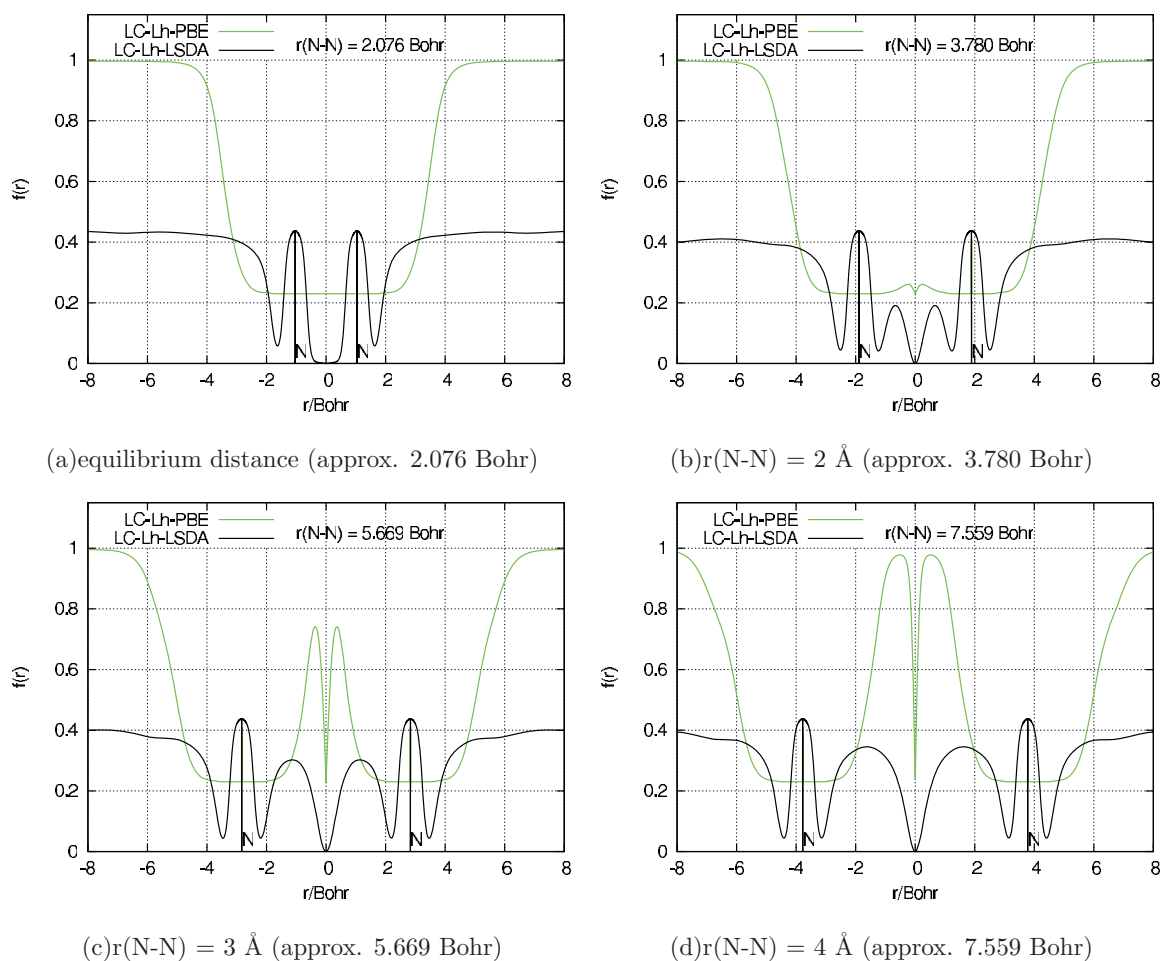 LC-Lh-PBE
LC-Lh-LSDA
r(N-N) = 2.076 Bohr
1
0.8
0.6
0.4
0.2
0
f(r)
N
N
-8 -6 -4 -2 0 2 4 6 8
r/Bohr
(a)equilibrium distance (approx. 2.076 Bohr)
LC-Lh-PBE
LC-Lh-LSDA
r(N-N) = 3.780 Bohr
1
0.8
0.6
0.4
0.2
0
f(r)
N
N
-8 -6 -4 -2 0 2 4 6 8
r/Bohr
(b)r(N-N) = 2 Å (approx. 3.780 Bohr)
LC-Lh-PBE
LC-Lh-LSDA
r(N-N) = 5.669 Bohr
1
0.8
0.6
0.4
0.2
0
f(r)
N
N
-8 -6 -4 -2 0 2 4 6 8
r/Bohr
(c)r(N-N) = 3 Å (approx. 5.669 Bohr)
LC-Lh-PBE
LC-Lh-LSDA
r(N-N) = 7.559 Bohr
1
0.8
0.6
0.4
0.2
0
f(r)
N
N
-8 -6 -4 -2 0 2 4 6 8
r/Bohr
(d)r(N-N) = 4 Å (approx. 7.559 Bohr)